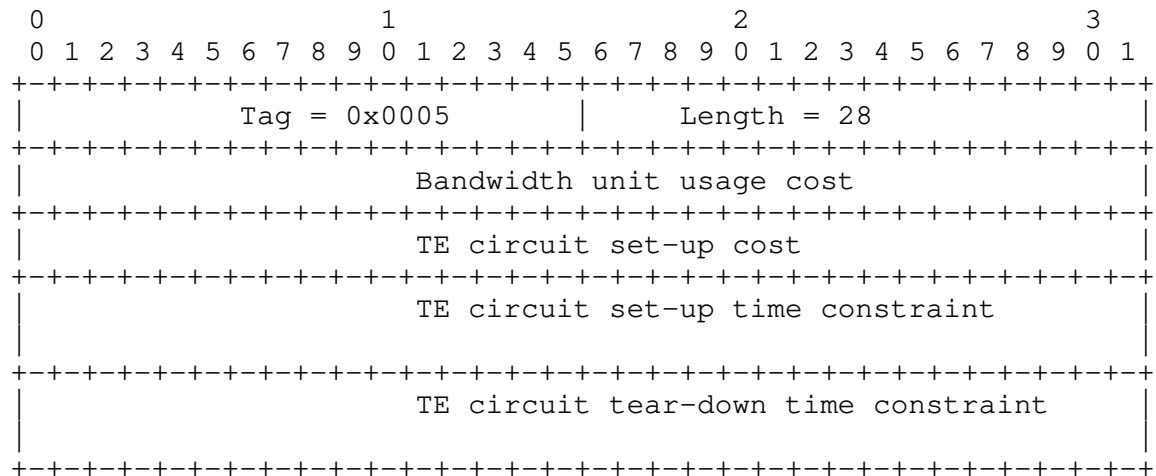 0 1 2 3
0 1 2 3 4 5 6 7 8 9 0 1 2 3 4 5 6 7 8 9 0 1 2 3 4 5 6 7 8 9 0 1
+-+-+-+-+-+-+-+-+-+-+-+-+-+-+-+-+-+-+-+-+-+-+-+-+-+-+-+-+-+-+-+-+
| Tag = 0x0005 | Length = 28 |
+-+-+-+-+-+-+-+-+-+-+-+-+-+-+-+-+-+-+-+-+-+-+-+-+-+-+-+-+-+-+-+-+
| Bandwidth unit usage cost |
+-+-+-+-+-+-+-+-+-+-+-+-+-+-+-+-+-+-+-+-+-+-+-+-+-+-+-+-+-+-+-+-+
| TE circuit set-up cost |
+-+-+-+-+-+-+-+-+-+-+-+-+-+-+-+-+-+-+-+-+-+-+-+-+-+-+-+-+-+-+-+-+
| TE circuit set-up time constraint |
| |
+-+-+-+-+-+-+-+-+-+-+-+-+-+-+-+-+-+-+-+-+-+-+-+-+-+-+-+-+-+-+-+-+
| TE circuit tear-down time constraint |
| |
+-+-+-+-+-+-+-+-+-+-+-+-+-+-+-+-+-+-+-+-+-+-+-+-+-+-+-+-+-+-+-+-+